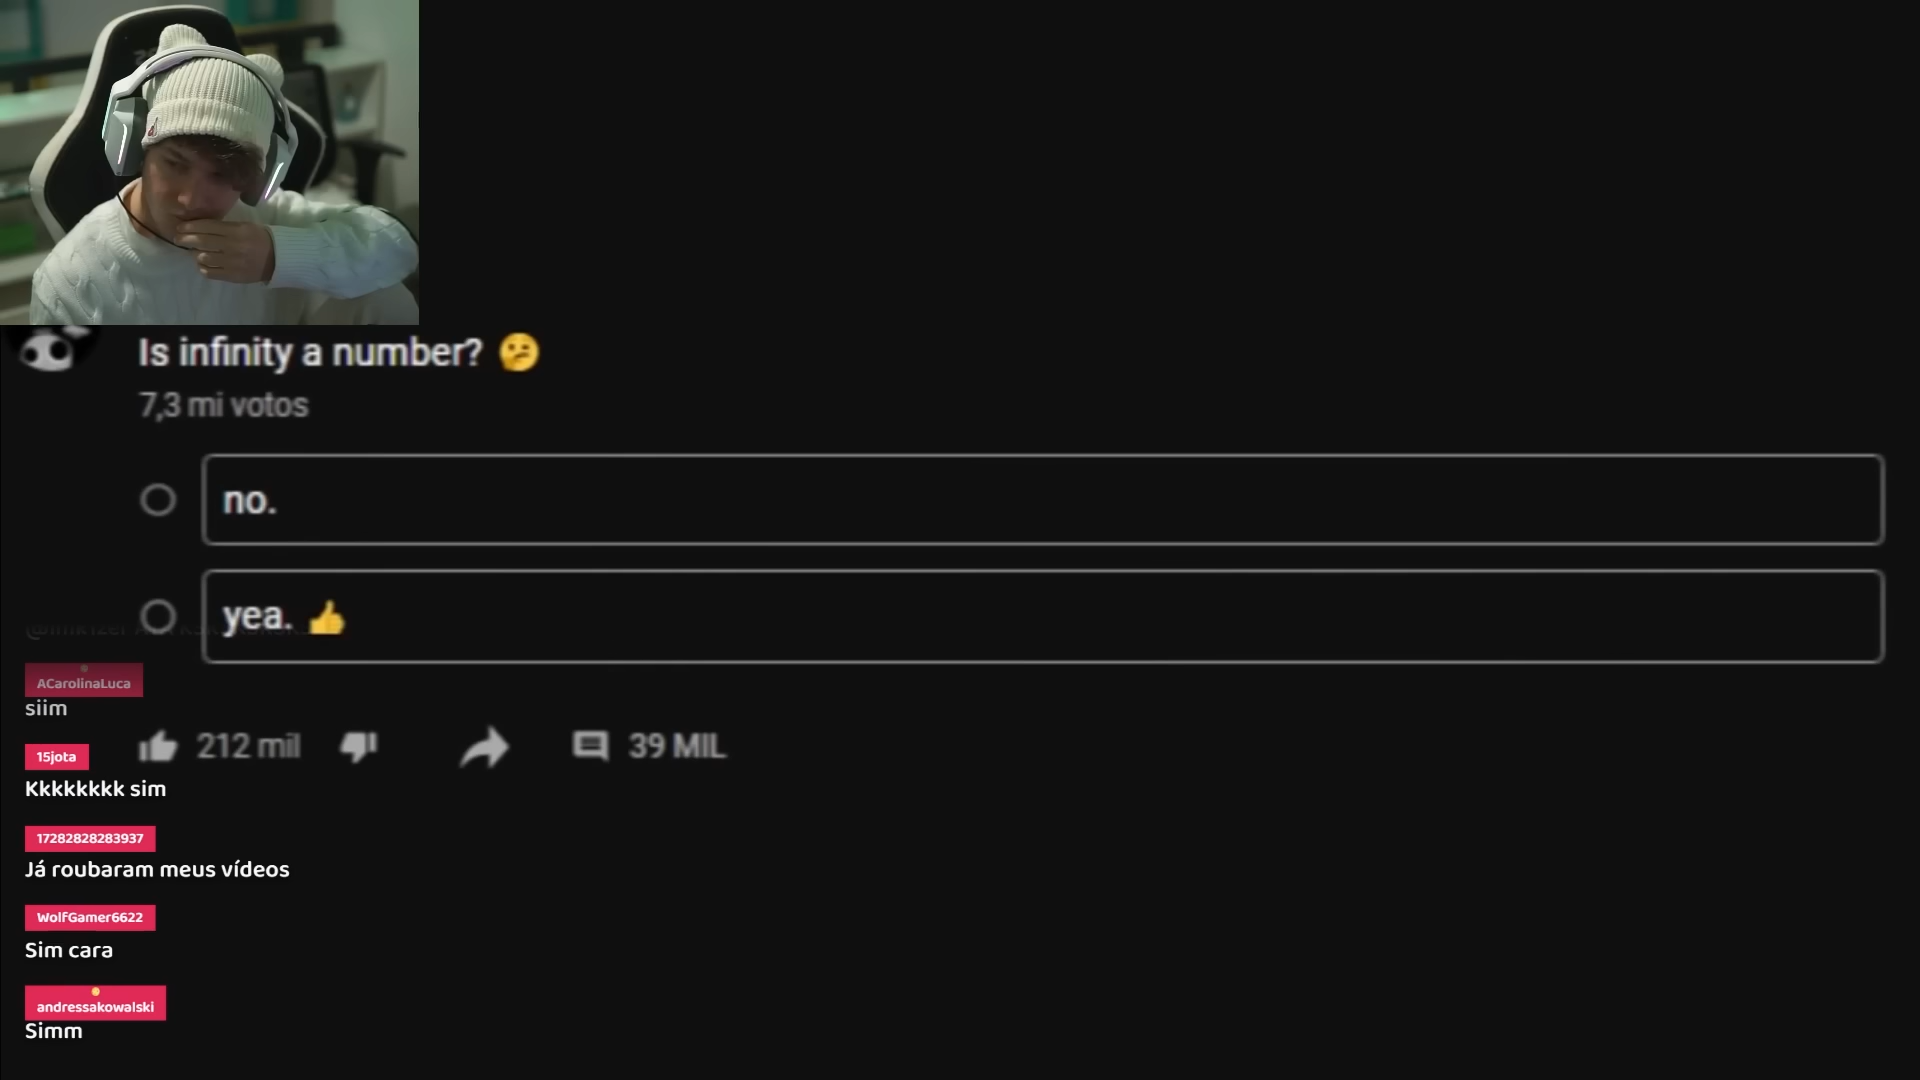 Is infinity a number? 🤔
7,3 mi votos
no.
yea. 👍
ACarolinaLuca
siim
212 mil
39 MIL
15jota
Kkkkkkkk sim
17282828283937
Já roubaram meus vídeos
WolfGamer6622
Sim cara
andressakowalski
Simm